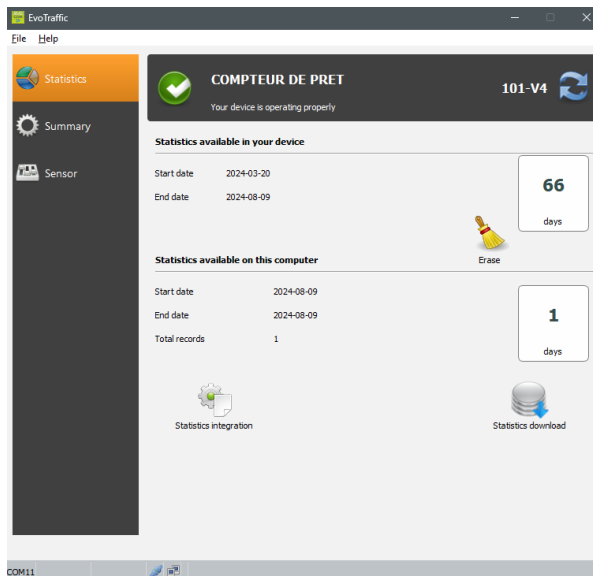 EvoTraffic
File Help
Statistics
Summary
Sensor
COMPTEUR DE PRET
Your device is operating properly
101-V4
Statistics available in your device
Start date 2024-03-20
End date 2024-08-09
66
days
Erase
Statistics available on this computer
Start date 2024-08-09
End date 2024-08-09
Total records 1
1
days
Statistics integration
Statistics download
COM11